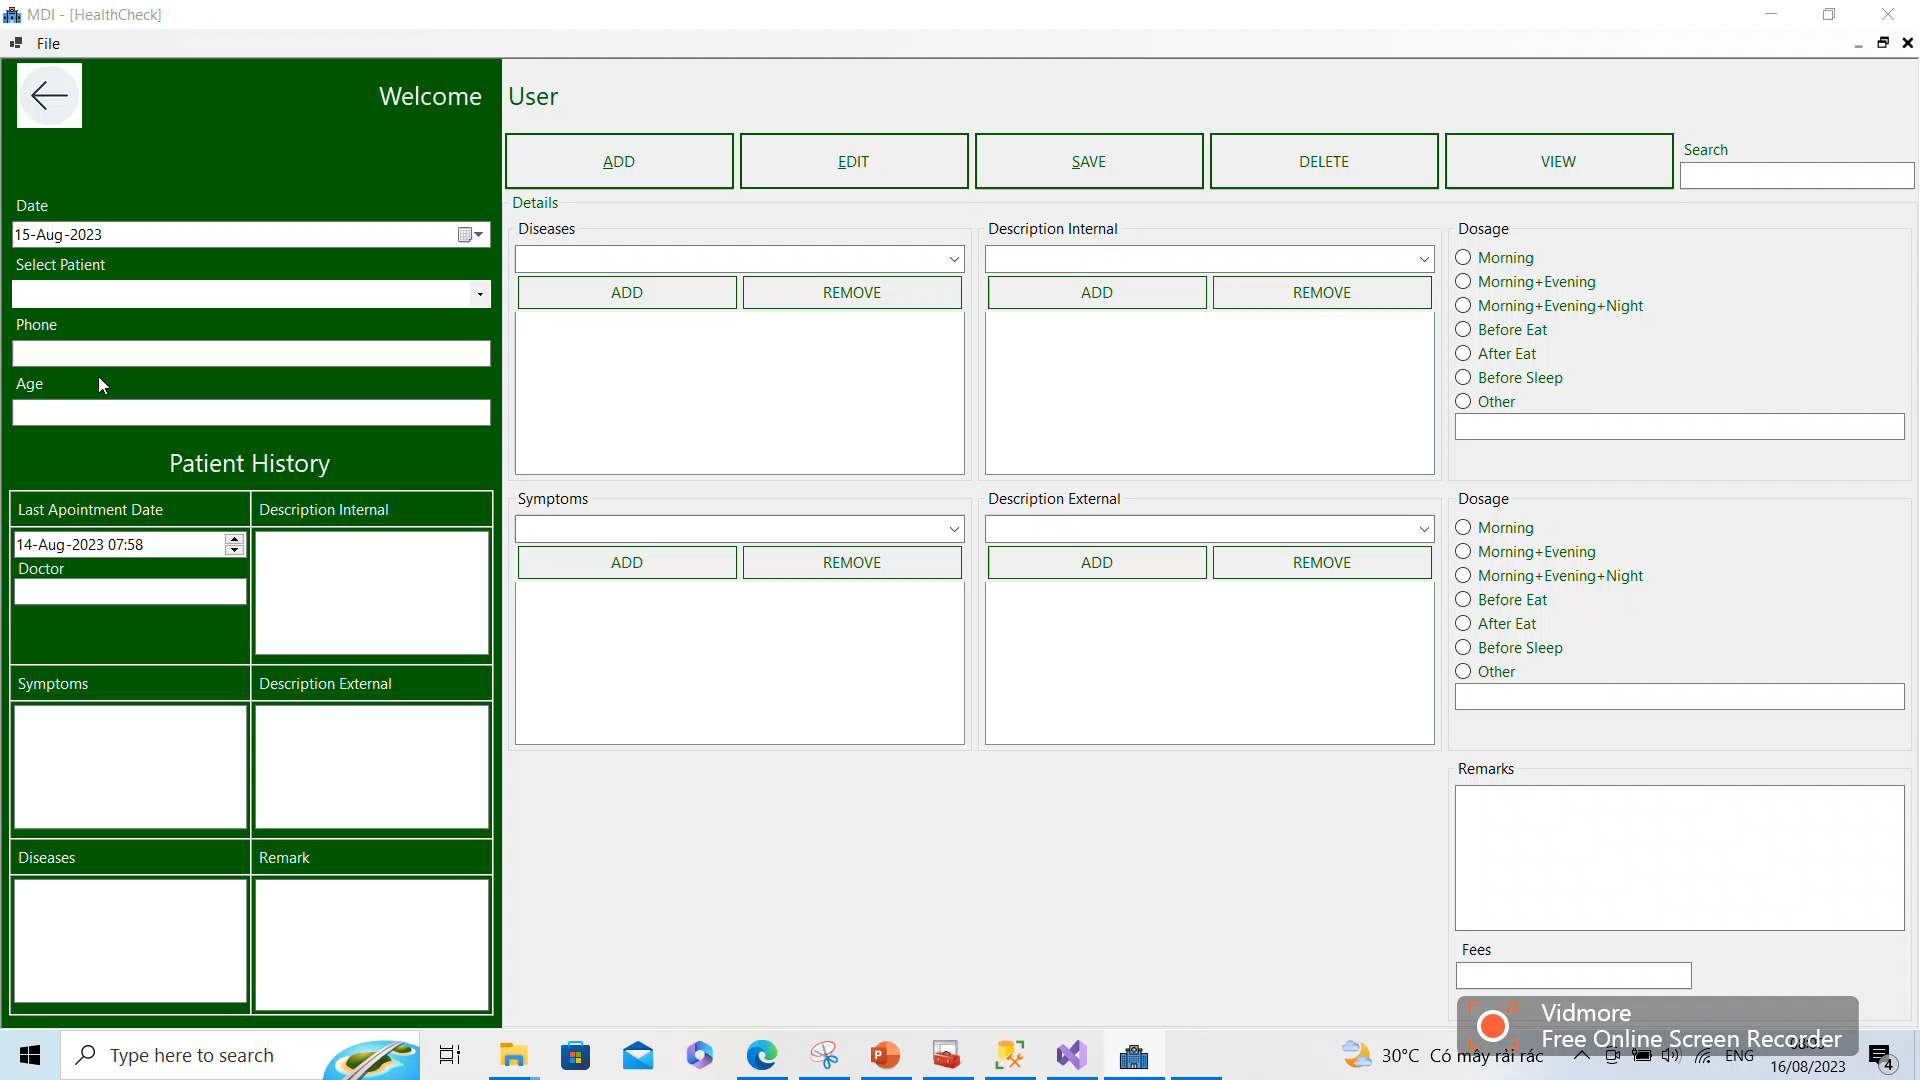 MDI - [HealthCheck]
File
Welcome User
ADD
EDIT
SAVE
DELETE
VIEW
Search
Date
15-Aug-2023
Select Patient
Phone
Age
Patient History
Last Apointment Date
Description Internal
14-Aug-2023 07:58
Doctor
Symptoms
Description External
Diseases
Remark
Details
Diseases
ADD
REMOVE
Description Internal
ADD
REMOVE
Dosage
Morning
Morning+Evening
Morning+Evening+Night
Before Eat
After Eat
Before Sleep
Other
Symptoms
ADD
REMOVE
Description External
ADD
REMOVE
Dosage
Morning
Morning+Evening
Morning+Evening+Night
Before Eat
After Eat
Before Sleep
Other
Remarks
Fees
Vidmore
Free Online Screen Recorder
Type here to search
30°C Có mây rải rác
ENG
16/08/2023
4